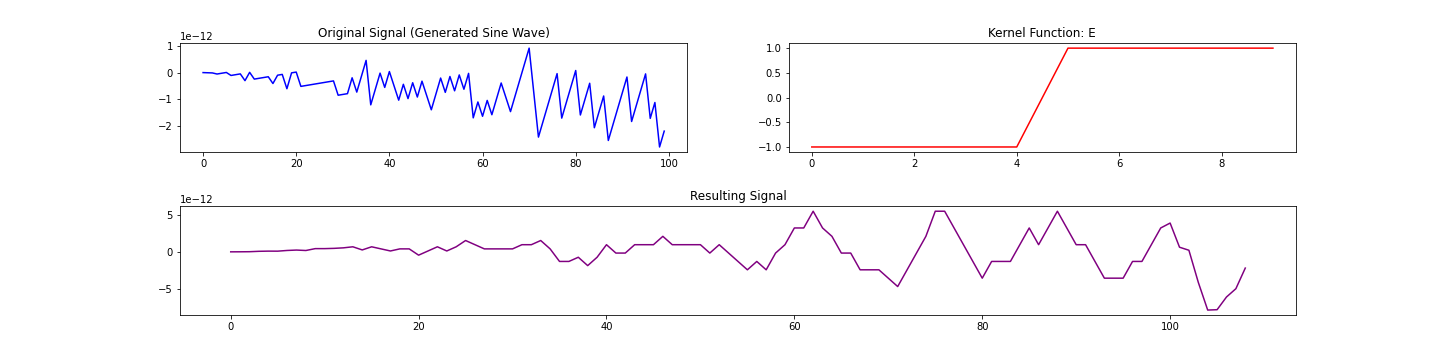 Original Signal (Generated Sine Wave)
1e−12
1
0
−1
−2
0 20 40 60 80 100
Kernel Function: E
1.0
0.5
0.0
−0.5
−1.0
0 2 4 6 8
Resulting Signal
1e−12
5
0
−5
0 20 40 60 80 100